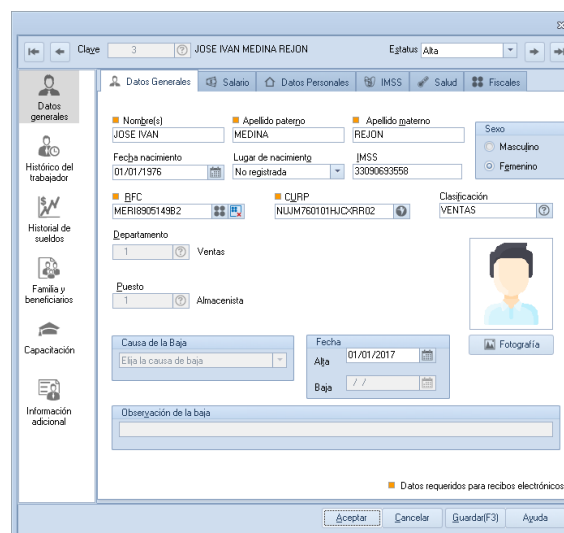 Clave 3 JOSE IVAN MEDINA REJON Estatus Alta
Datos generales
Histórico del trabajador
Historial de sueldos
Familia y beneficiarios
Capacitación
Información adicional
Datos Generales Salario Datos Personales IMSS Salud Fiscales
Nombre(s) Apellido paterno Apellido materno
JOSE IVAN MEDINA REJON
Sexo
Masculino
Femenino
Fecha nacimiento Lugar de nacimiento IMSS
01/01/1976 No registrada 33090693558
RFC CURP Clasificación
MERI8905149B2 NUJM760101HJCXRR02 VENTAS
Departamento
1 Ventas
Puesto
1 Almacenista
Fotografía
Causa de la Baja
Elija la causa de baja
Fecha
Alta 01/01/2017
Baja / /
Observación de la baja
Datos requeridos para recibos electrónicos
Aceptar Cancelar Guardar(F3) Ayuda